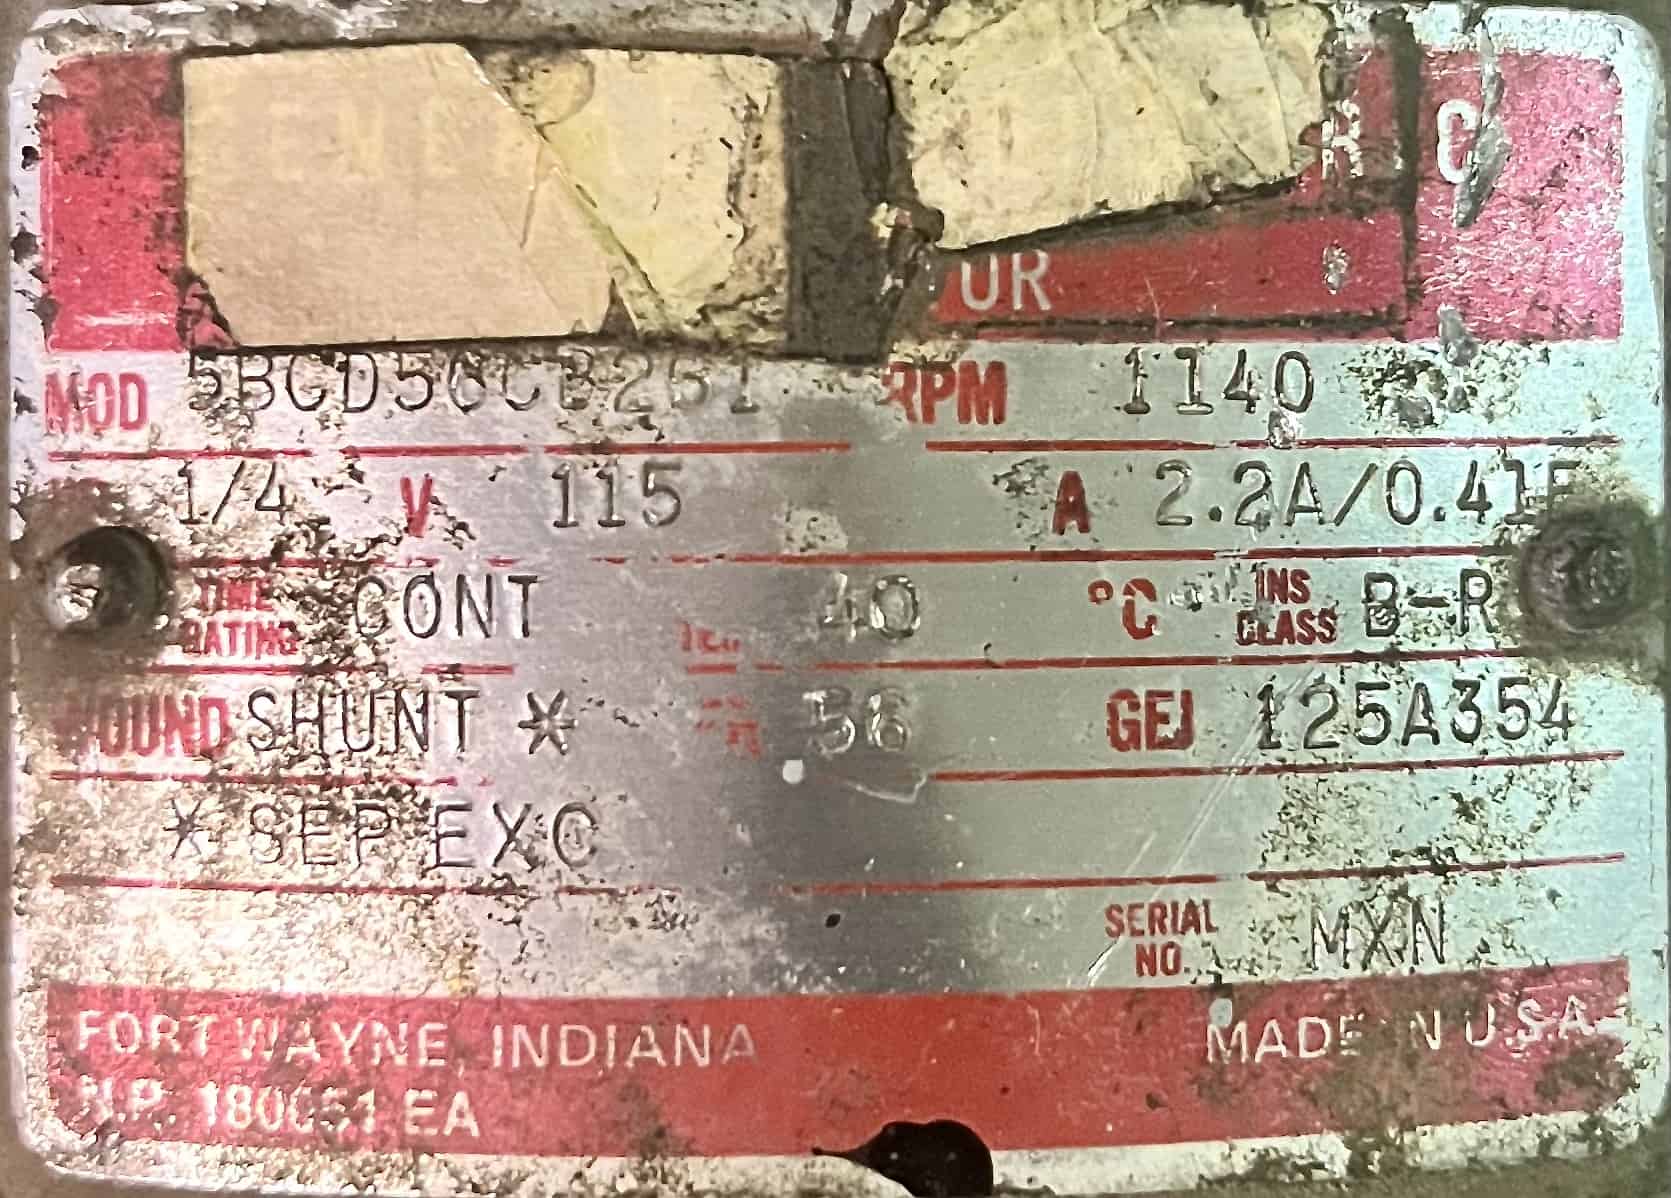 R I C
UR
MOD 5BCD56CB261 RPM 1140
1/4 V 115 A 2.2A/0.41F
TIME RATING CONT 40 °C INS CLASS B-R
WOUND SHUNT * 56 GEJ 125A354
* SEP EXC
SERIAL NO. MXN
FORT WAYNE, INDIANA MADE IN U.S.A.
N.P. EA